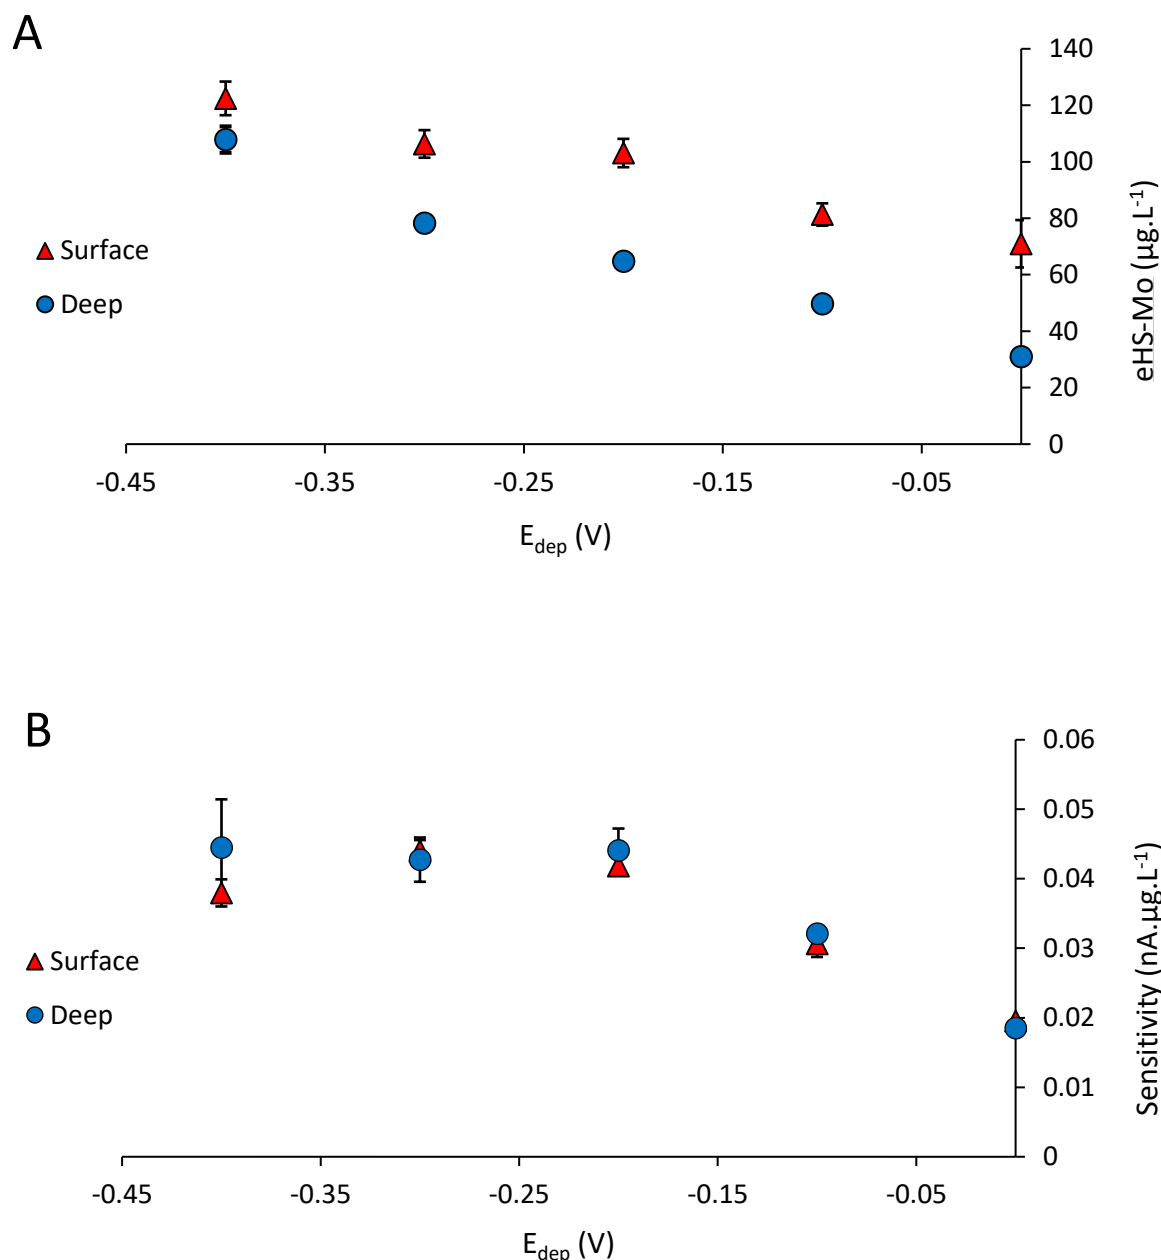 A
140
120
100
80
60
40
20
0
eHS-Mo (µg.L-1)
Surface
Deep
-0.45 -0.35 -0.25 -0.15 -0.05
Edep (V)
B
0.06
0.05
0.04
0.03
0.02
0.01
0
Sensitivity (nA.µg.L-1)
Surface
Deep
-0.45 -0.35 -0.25 -0.15 -0.05
Edep (V)